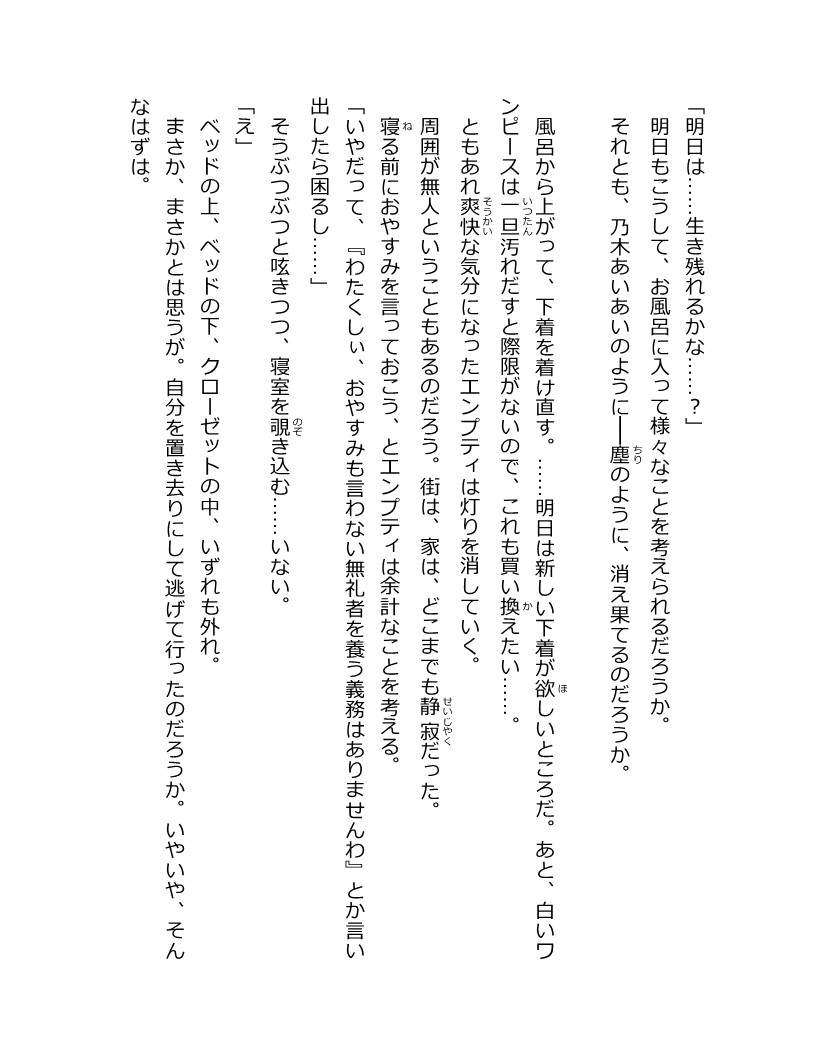 「明日は……生き残れるかな……？」
明日もこうして、お風呂に入って様々なことを考えられるだろうか。
それとも、乃木あいあいのように――塵のように、消え果てるのだろうか。
風呂から上がって、下着を着け直す。……明日は新しい下着が欲しいところだ。あと、白いワ
ンピースは一旦汚れだすと際限がないので、これも買い換えたい……。
ともあれ爽快な気分になったエンプティは灯りを消していく。
周囲が無人ということもあるのだろう。街は、家は、どこまでも静寂だった。
寝る前におやすみを言っておこう、とエンプティは余計なことを考える。
「いやだって、『わたくしぃ、おやすみも言わない無礼者を養う義務はありませんわ』とか言い
出したら困るし……」
そうぶつぶつと呟きつつ、寝室を覗き込む……いない。
「え」
ベッドの上、ベッドの下、クローゼットの中、いずれも外れ。
まさか、まさかとは思うが。自分を置き去りにして逃げて行ったのだろうか。いやいや、そん
なはずは。